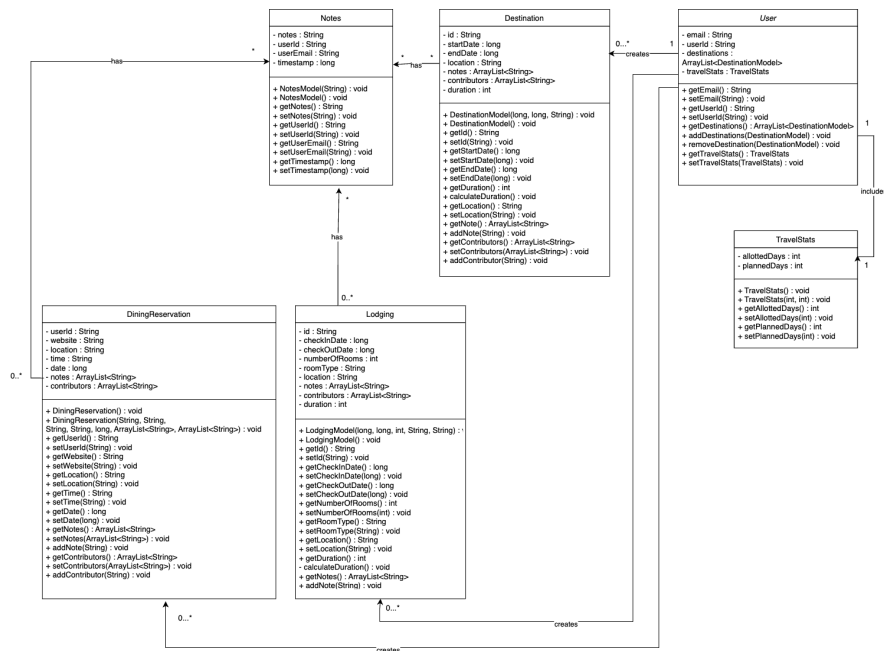 Notes
- notes : String
- userId : String
- userEmail : String
- timestamp : long
+ NotesModel(String) : void
+ NotesModel() : void
+ getNotes() : String
+ setNotes(String) : void
+ getUserId() : String
+ setUserId(String) : void
+ getUserEmail() : String
+ setUserEmail(String) : void
+ getTimestamp() : long
+ setTimestamp(long) : void
Destination
- id : String
- startDate : long
- endDate : long
- location : String
- notes : ArrayList<String>
- contributors : ArrayList<String>
- duration : int
+ DestinationModel(long, long, String) : void
+ DestinationModel() : void
+ getId() : String
+ setId(String) : void
+ getStartDate() : long
+ setStartDate(long) : void
+ getEndDate() : long
+ setEndDate(long) : void
+ getDuration() : int
+ calculateDuration() : void
+ getLocation() : String
+ setLocation(String) : void
+ getNote() : ArrayList<String>
+ addNote(String) : void
+ getContributors() : ArrayList<String>
+ setContributors(ArrayList<String>) : void
+ addContributor(String) : void
User
- email : String
- userId : String
- destinations :
ArrayList<DestinationModel>
- travelStats : TravelStats
+ getEmail() : String
+ setEmail(String) : void
+ getUserId() : String
+ setUserId(String) : void
+ getDestinations() : ArrayList<DestinationModel>
+ addDestinations(DestinationModel) : void
+ removeDestination(DestinationModel) : void
+ getTravelStats() : TravelStats
+ setTravelStats(TravelStats) : void
* has
* * has
0...* creates 1
1
include
1
TravelStats
- allottedDays : int
- plannedDays : int
+ TravelStats() : void
+ TravelStats(int, int) : void
+ getAllottedDays() : int
+ setAllottedDays(int) : void
+ getPlannedDays() : int
+ setPlannedDays(int) : void
*
has
0..*
DiningReservation
- userId : String
- website : String
- location : String
- time : String
- date : long
- notes : ArrayList<String>
- contributors : ArrayList<String>
0..*
+ DiningReservation() : void
+ DiningReservation(String, String,
String, String, long, ArrayList<String>, ArrayList<String>) : void
+ getUserId() : String
+ setUserId(String) : void
+ getWebsite() : String
+ setWebsite(String) : void
+ getLocation() : String
+ setLocation(String) : void
+ getTime() : String
+ setTime(String) : void
+ getDate() : long
+ setDate(long) : void
+ getNotes() : ArrayList<String>
+ setNotes(ArrayList<String>) : void
+ addNote(String) : void
+ getContributors() : ArrayList<String>
+ setContributors(ArrayList<String>) : void
+ addContributor(String) : void
Lodging
- id : String
- checkInDate : long
- checkOutDate : long
- numberOfRooms : int
- roomType : String
- location : String
- notes : ArrayList<String>
- contributors : ArrayList<String>
- duration : int
+ LodgingModel(long, long, int, String, String) :
+ LodgingModel() : void
+ getId() : String
+ setId(String) : void
+ getCheckInDate() : long
+ setCheckInDate(long) : void
+ getCheckOutDate() : long
+ setCheckOutDate(long) : void
+ getNumberOfRooms() : int
+ setNumberOfRooms(int) : void
+ getRoomType() : String
+ setRoomType(String) : void
+ getLocation() : String
+ setLocation(String) : void
+ getDuration() : int
- calculateDuration() : void
+ getNotes() : ArrayList<String>
+ addNote(String) : void
0...*
0...*
creates
creates